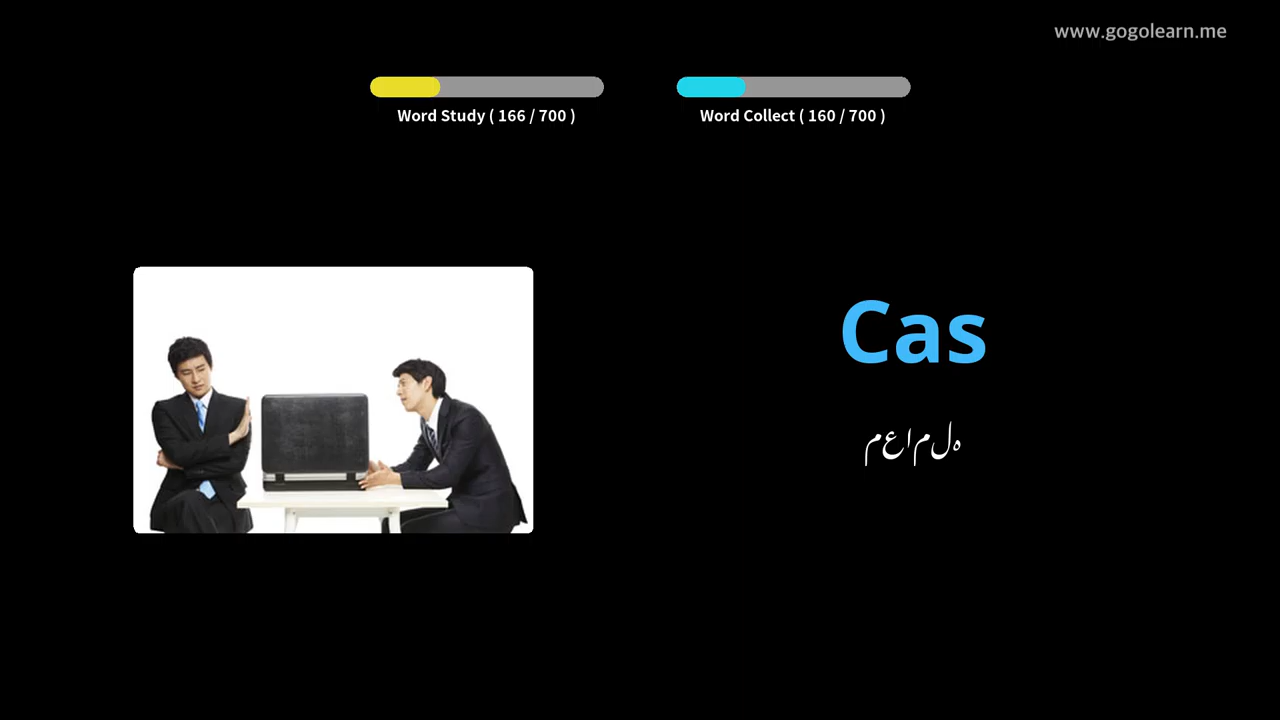 www.gogolearn.me
Word Study ( 166 / 700 )
Word Collect ( 160 / 700 )
Cas
معاملہ